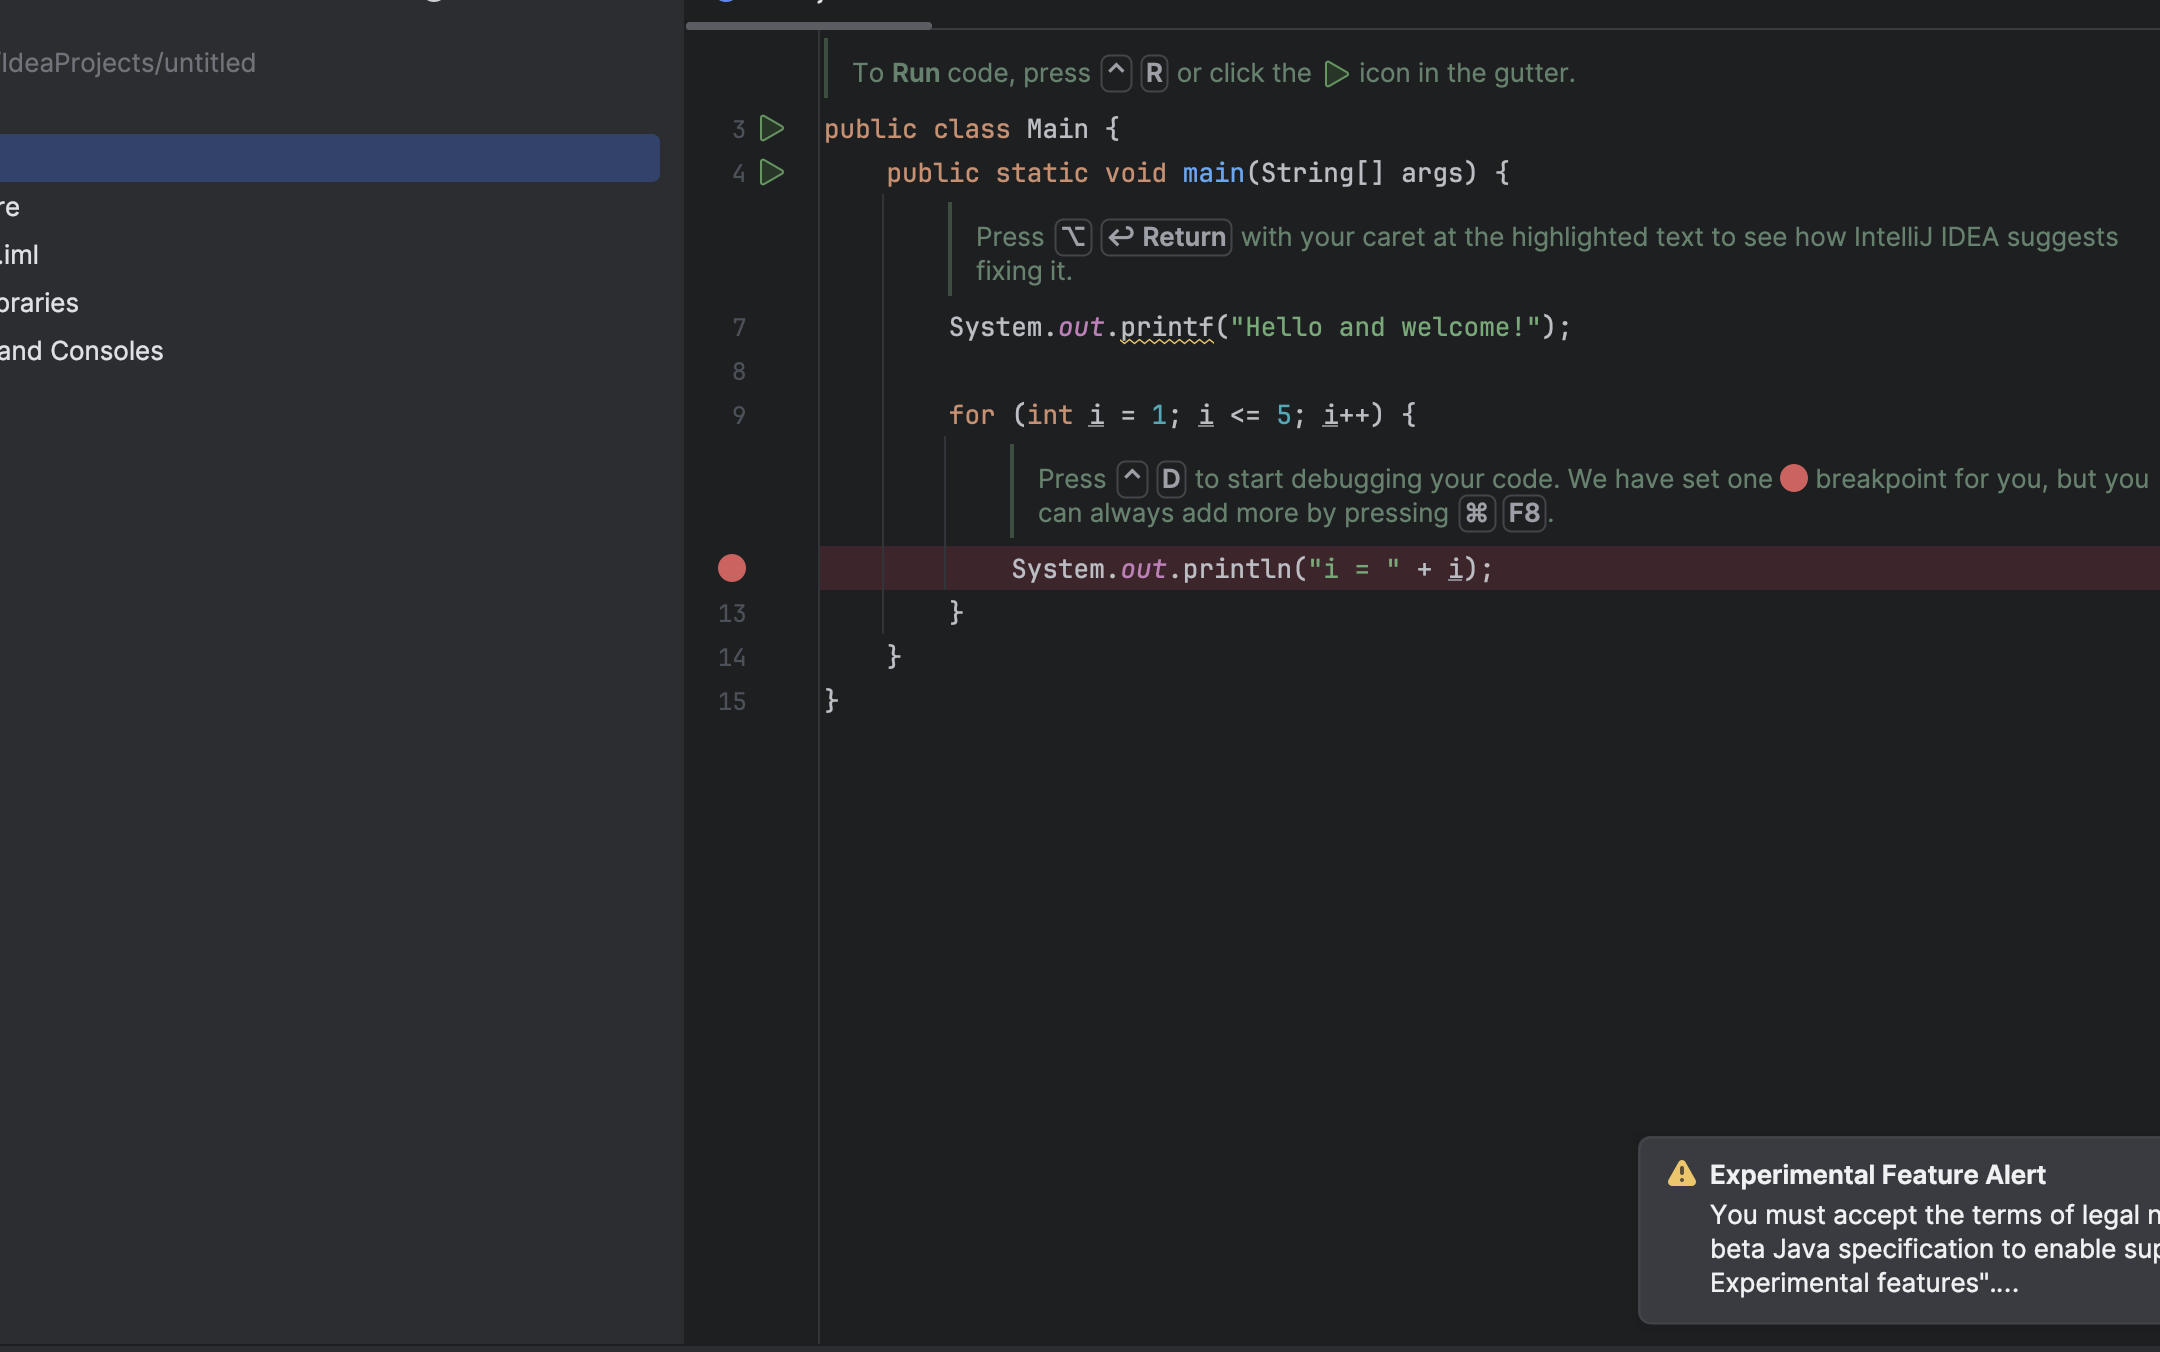 IdeaProjects/untitled
re
.iml
braries
and Consoles
To Run code, press ^ R or click the ▷ icon in the gutter.
3 public class Main {
4 public static void main(String[] args) {
Press ⌥ ↩ Return with your caret at the highlighted text to see how IntelliJ IDEA suggests
fixing it.
7 System.out.printf("Hello and welcome!");
8
9 for (int i = 1; i <= 5; i++) {
Press ^ D to start debugging your code. We have set one breakpoint for you, but you
can always add more by pressing ⌘ F8.
System.out.println("i = " + i);
13 }
14 }
15 }
Experimental Feature Alert
You must accept the terms of legal n
beta Java specification to enable sup
Experimental features"....